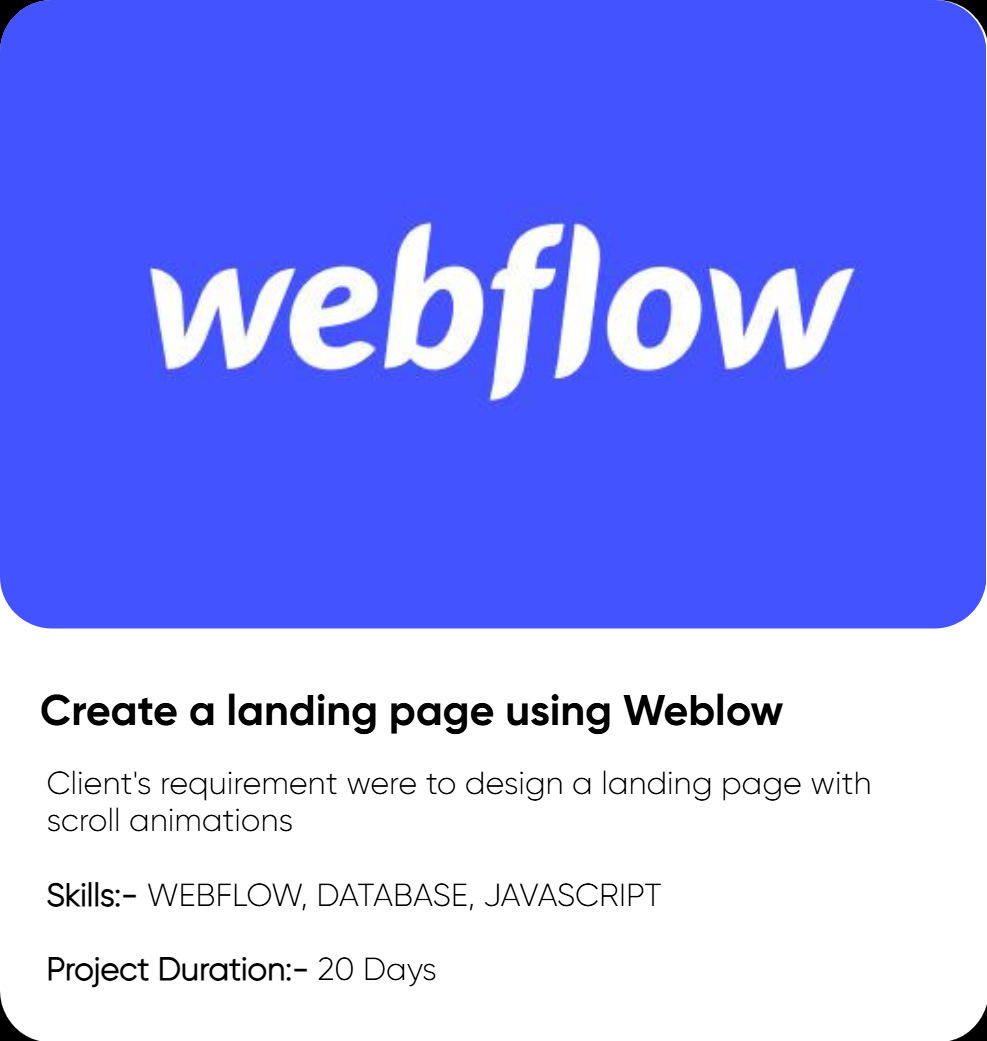 webflow
Create a landing page using Weblow
Client's requirement were to design a landing page with
scroll animations
Skills:- WEBFLOW, DATABASE, JAVASCRIPT
Project Duration:- 20 Days